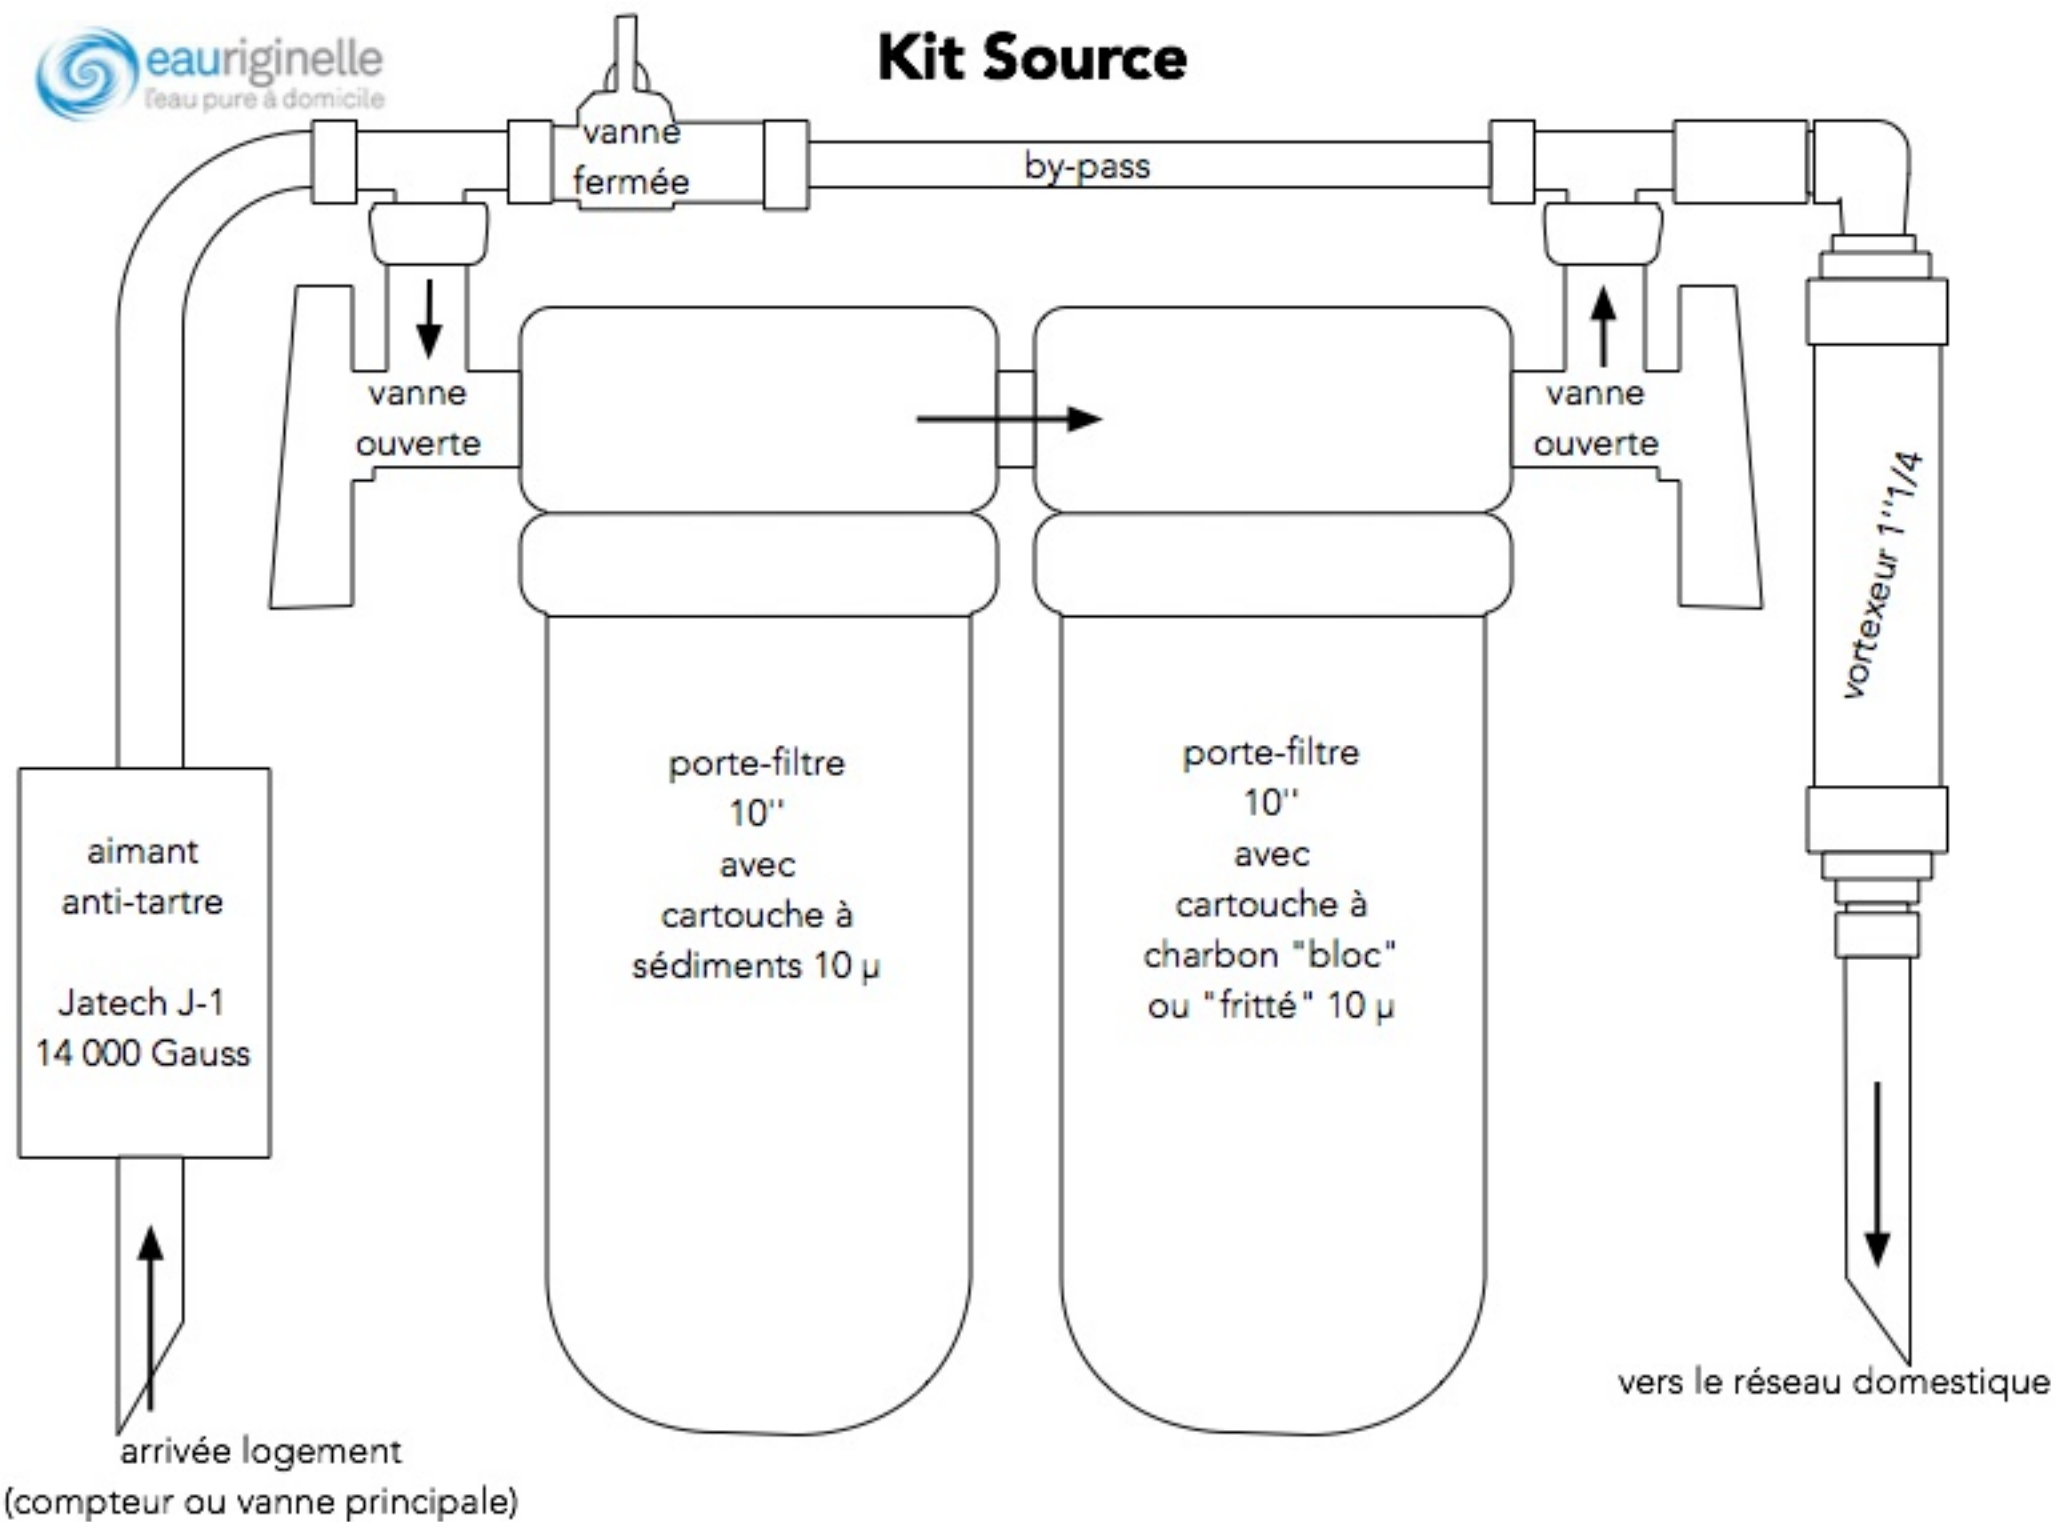 eauriginelle
l'eau pure à domicile
Kit Source
vanne
fermée
by-pass
vanne
ouverte
vanne
ouverte
vortexeur 1''1/4
porte-filtre
10''
avec
cartouche à
sédiments 10 µ
porte-filtre
10''
avec
cartouche à
charbon "bloc"
ou "fritté" 10 µ
aimant
anti-tartre
Jatech J-1
14 000 Gauss
vers le réseau domestique
arrivée logement
(compteur ou vanne principale)